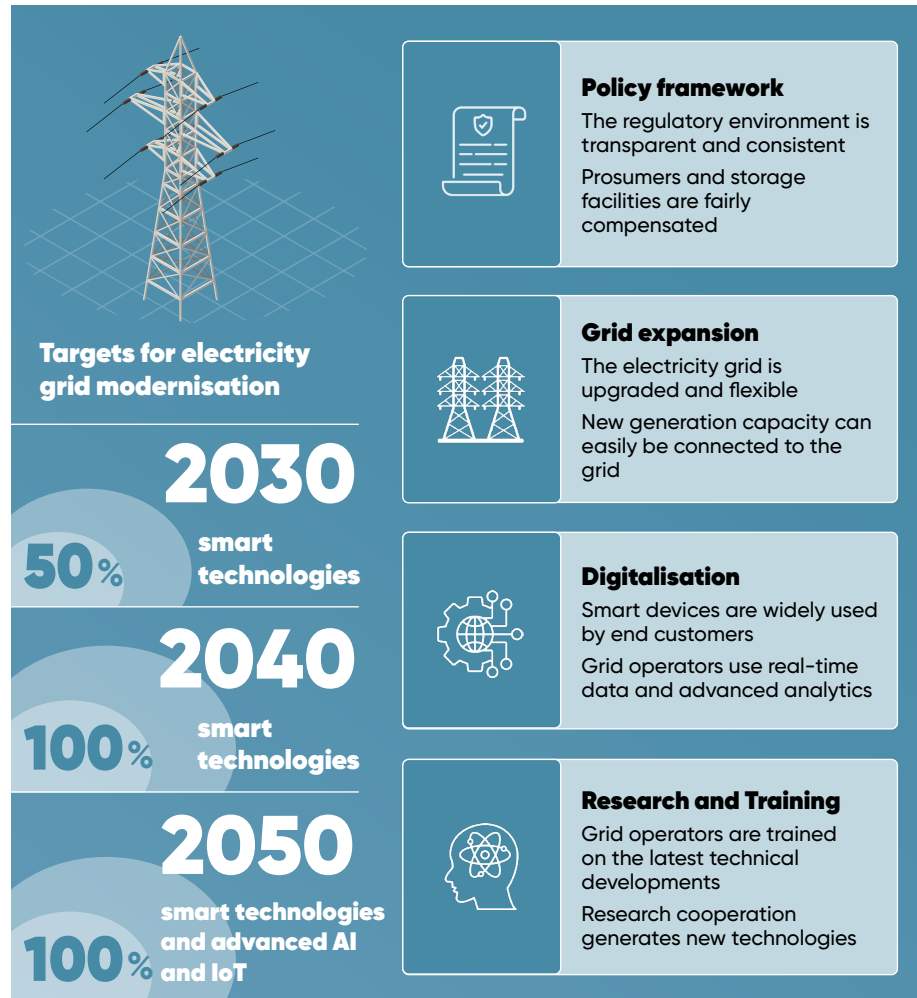 Targets for electricity
grid modernisation
2030
50%
smart
technologies
2040
100%
smart
technologies
2050
100%
smart technologies
and advanced AI
and IoT
Policy framework
The regulatory environment is
transparent and consistent
Prosumers and storage
facilities are fairly
compensated
Grid expansion
The electricity grid is
upgraded and flexible
New generation capacity can
easily be connected to the
grid
Digitalisation
Smart devices are widely used
by end customers
Grid operators use real-time
data and advanced analytics
Research and Training
Grid operators are trained
on the latest technical
developments
Research cooperation
generates new technologies